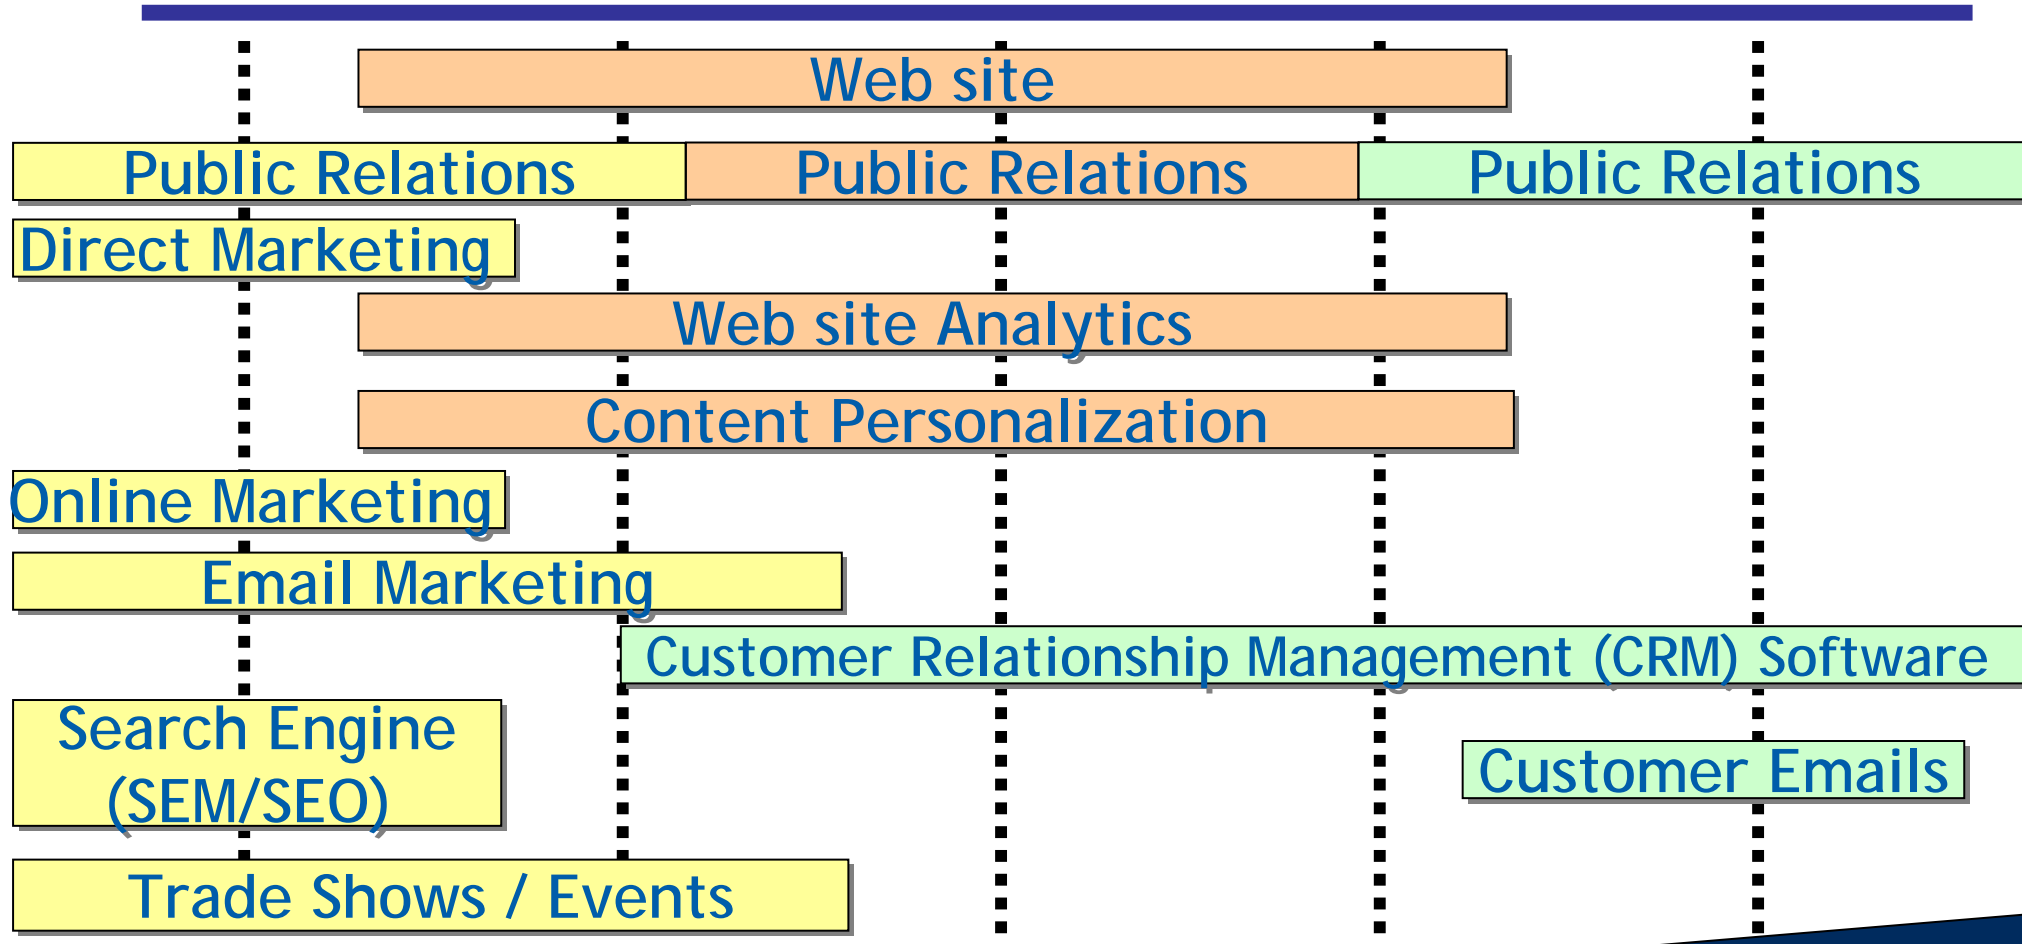 Web site
Public Relations
Public Relations
Public Relations
Direct Marketing
Web site Analytics
Content Personalization
Online Marketing
Email Marketing
Customer Relationship Management (CRM) Software
Search Engine
(SEM/SEO)
Customer Emails
Trade Shows / Events